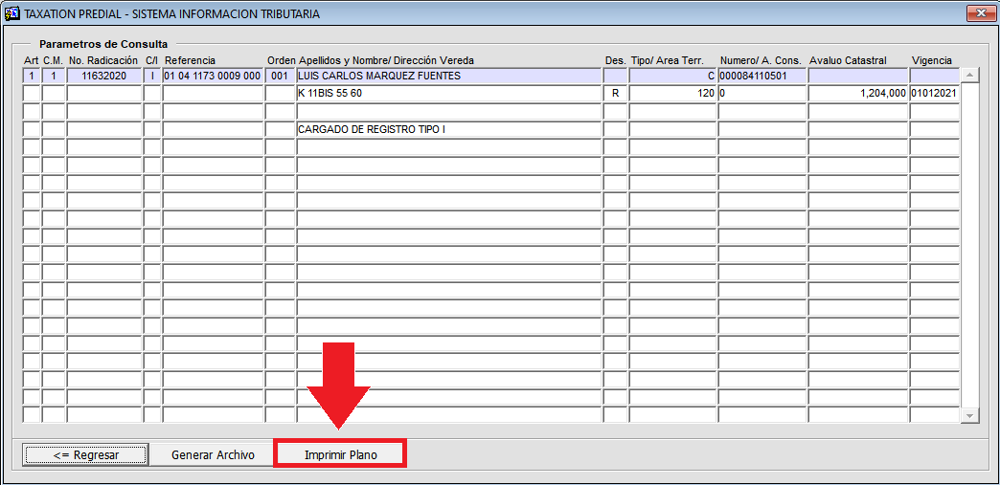 TAXATION PREDIAL - SISTEMA INFORMACION TRIBUTARIA
Parametros de Consulta
Art C.M. No. Radicación C/I Referencia Orden Apellidos y Nombre/ Dirección Vereda Des. Tipo/ Area Terr. Numero/ A. Cons. Avaluo Catastral Vigencia
1 1 11632020 I 01 04 1173 0009 000 001 LUIS CARLOS MARQUEZ FUENTES C 000084110501
K 11BIS 55 60 R 120 0 1,204,000 01012021
CARGADO DE REGISTRO TIPO I
<= Regresar Generar Archivo Imprimir Plano